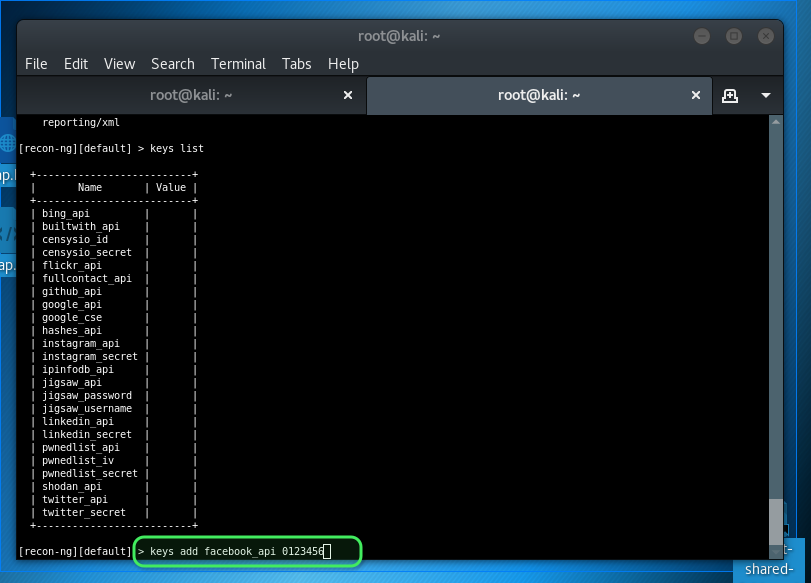 root@kali: ~
File Edit View Search Terminal Tabs Help
root@kali: ~ root@kali: ~
reporting/xml
[recon-ng][default] > keys list
+--------------------------+
| Name | Value |
+--------------------------+
| bing_api | |
| builtwith_api | |
| censysio_id | |
| censysio_secret | |
| flickr_api | |
| fullcontact_api | |
| github_api | |
| google_api | |
| google_cse | |
| hashes_api | |
| instagram_api | |
| instagram_secret | |
| ipinfodb_api | |
| jigsaw_api | |
| jigsaw_password | |
| jigsaw_username | |
| linkedin_api | |
| linkedin_secret | |
| pwnedlist_api | |
| pwnedlist_iv | |
| pwnedlist_secret | |
| shodan_api | |
| twitter_api | |
| twitter_secret | |
+--------------------------+
[recon-ng][default] > keys add facebook_api 0123456
shared-